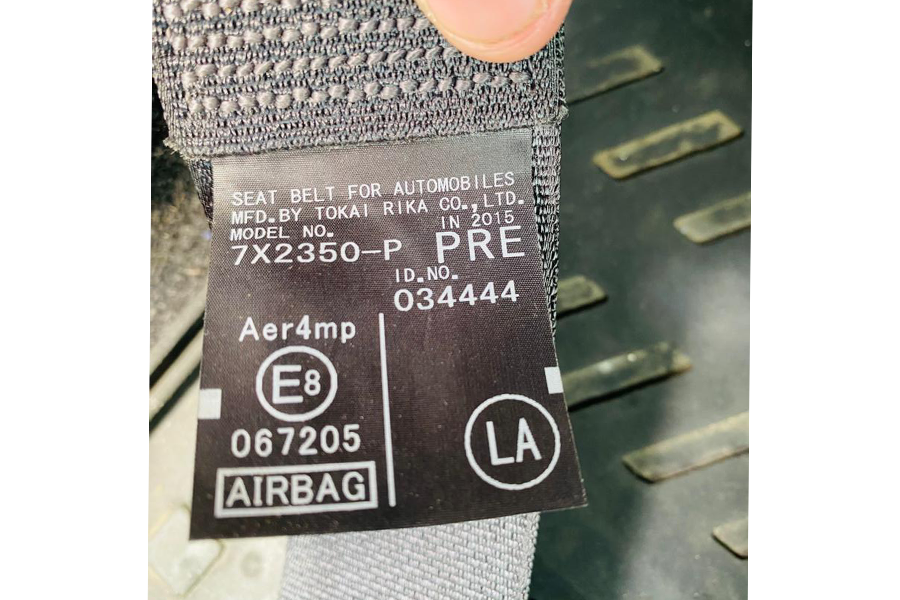 SEAT BELT FOR AUTOMOBILES
MFD.BY TOKAI RIKA CO.,LTD.
MODEL NO. IN 2015
7X2350-P PRE
ID.NO.
034444
Aer4mp
E8
067205
AIRBAG
LA